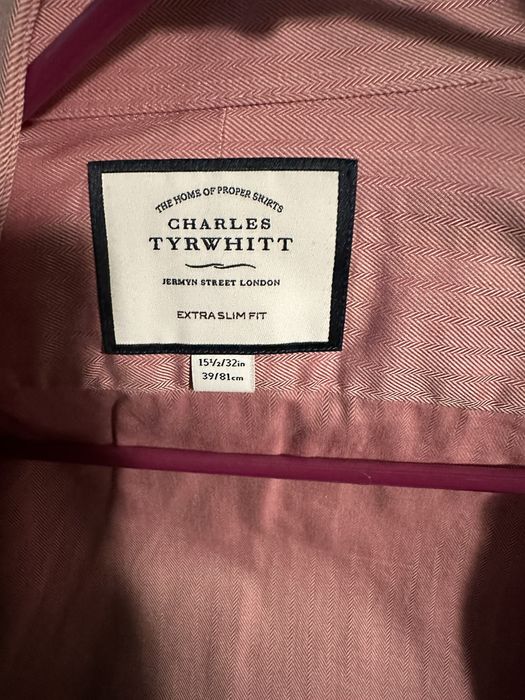 THE HOME OF PROPER SHIRTS
CHARLES
TYRWHITT
JERMYN STREET LONDON
EXTRA SLIM FIT
15½/32in
39/81cm